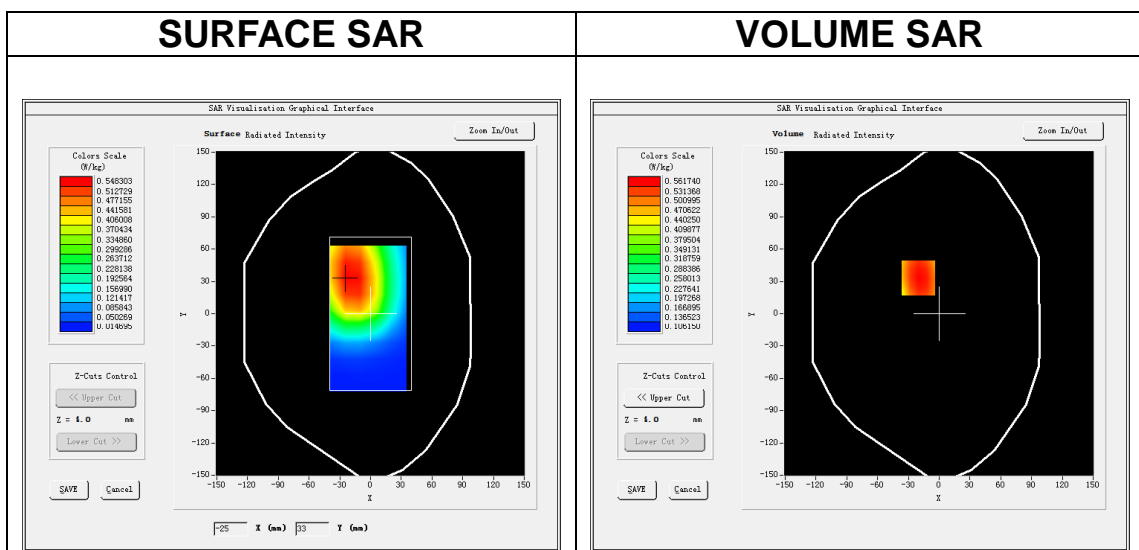 SURFACE SAR
VOLUME SAR
SAR Visualisation Graphical Interface
Surface Radiated Intensity
Zoom In/Out
Colors Scale
(W/kg)
0.548303
0.512729
0.477155
0.441581
0.406008
0.370434
0.334860
0.299286
0.263712
0.228138
0.192564
0.156990
0.121417
0.085843
0.050269
0.014695
Z-Cuts Control
<< Upper Cut
Z = 4.0 mm
Lower Cut >>
SAVE Cancel
150
120
90
60
30
0
-30
-60
-90
-120
-150
Y
-150 -120 -90 -60 -30 0 30 60 90 120 150
X
-25 X (mm) 33 Y (mm)
SAR Visualisation Graphical Interface
Volume Radiated Intensity
Zoom In/Out
Colors Scale
(W/kg)
0.561740
0.531368
0.500995
0.470622
0.440250
0.409877
0.379504
0.349131
0.318759
0.288386
0.258013
0.227641
0.197268
0.166895
0.136523
0.106150
Z-Cuts Control
<< Upper Cut
Z = 4.0 mm
Lower Cut >>
SAVE Cancel
150
120
90
60
30
0
-30
-60
-90
-120
-150
Y
-150 -120 -90 -60 -30 0 30 60 90 120 150
X